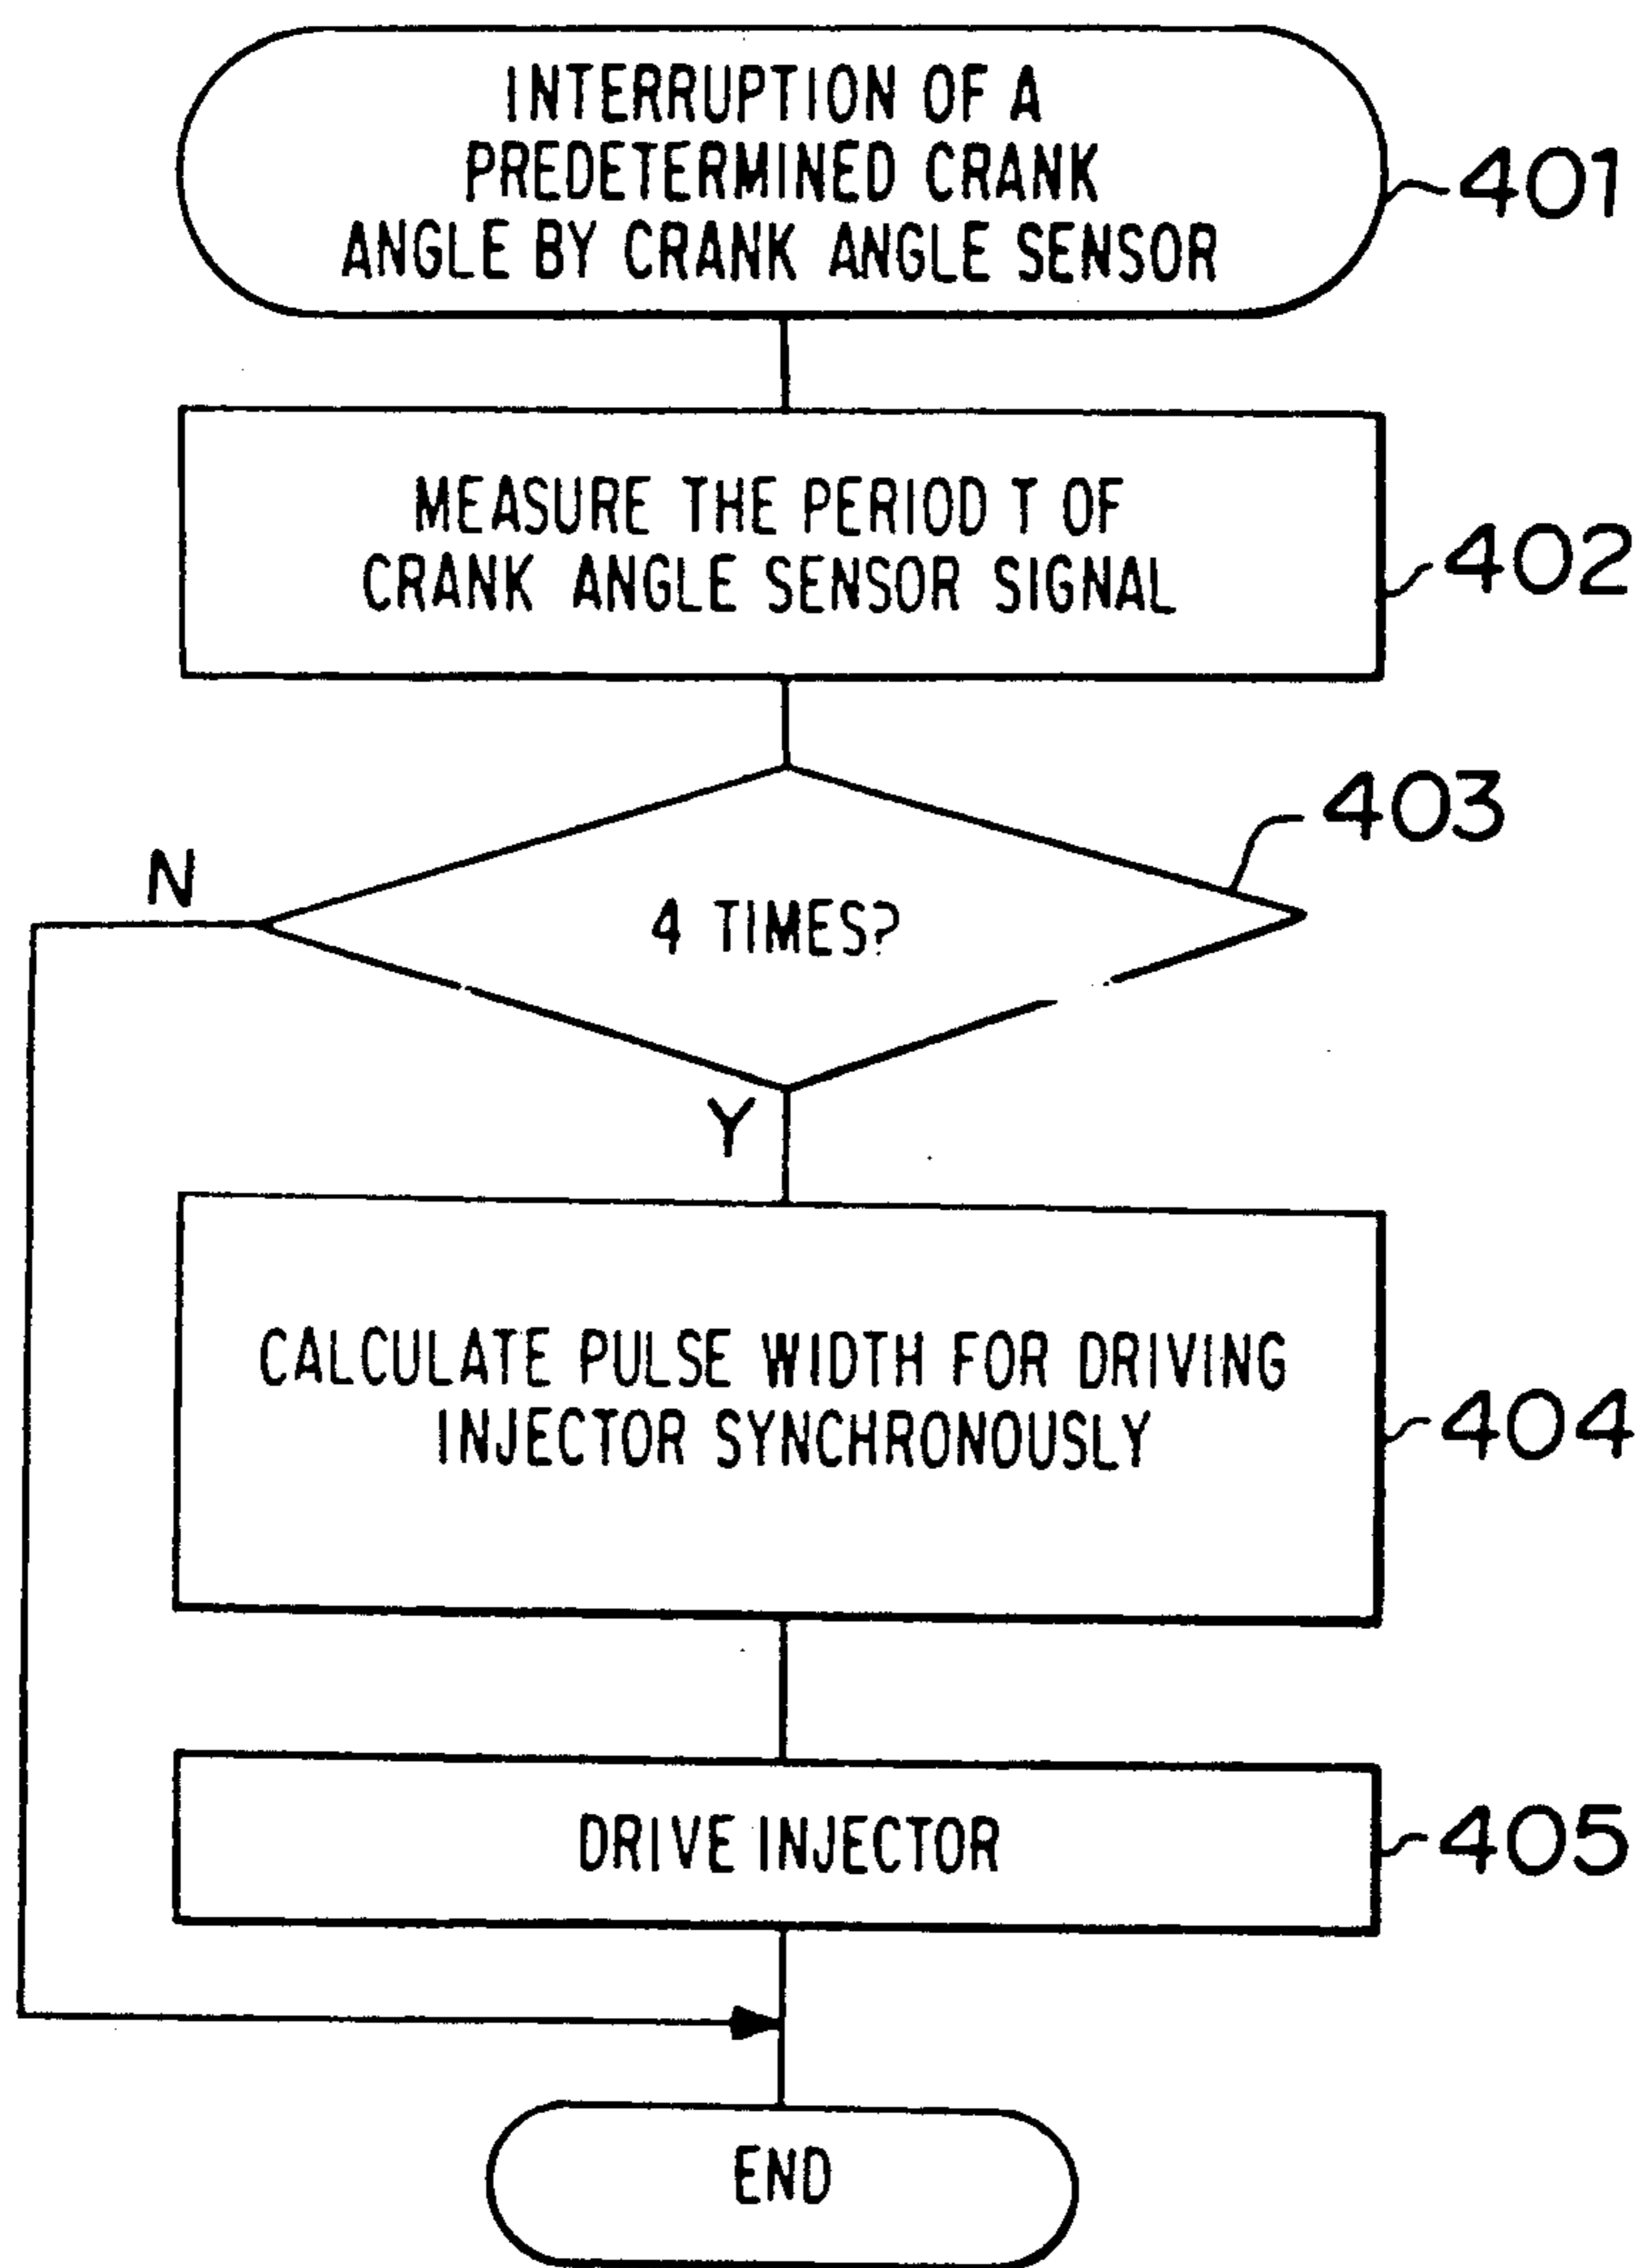 INTERRUPTION OF A
PREDETERMINED CRANK
ANGLE BY CRANK ANGLE SENSOR
401
MEASURE THE PERIOD T OF
CRANK ANGLE SENSOR SIGNAL
402
403
N
4 TIMES?
Y
CALCULATE PULSE WIDTH FOR DRIVING
INJECTOR SYNCHRONOUSLY
404
DRIVE INJECTOR
405
END